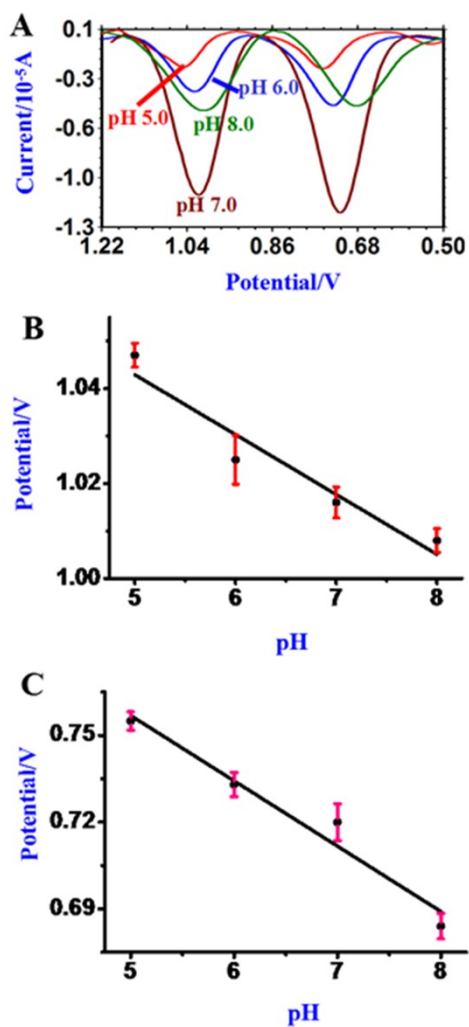 A
Current/10⁻⁵A
0.1
-0.3
-0.6
-1.0
-1.3
pH 5.0
pH 6.0
pH 8.0
pH 7.0
1.22 1.04 0.86 0.68 0.50
Potential/V
B
Potential/V
1.04
1.02
1.00
5 6 7 8
pH
C
Potential/V
0.75
0.72
0.69
5 6 7 8
pH